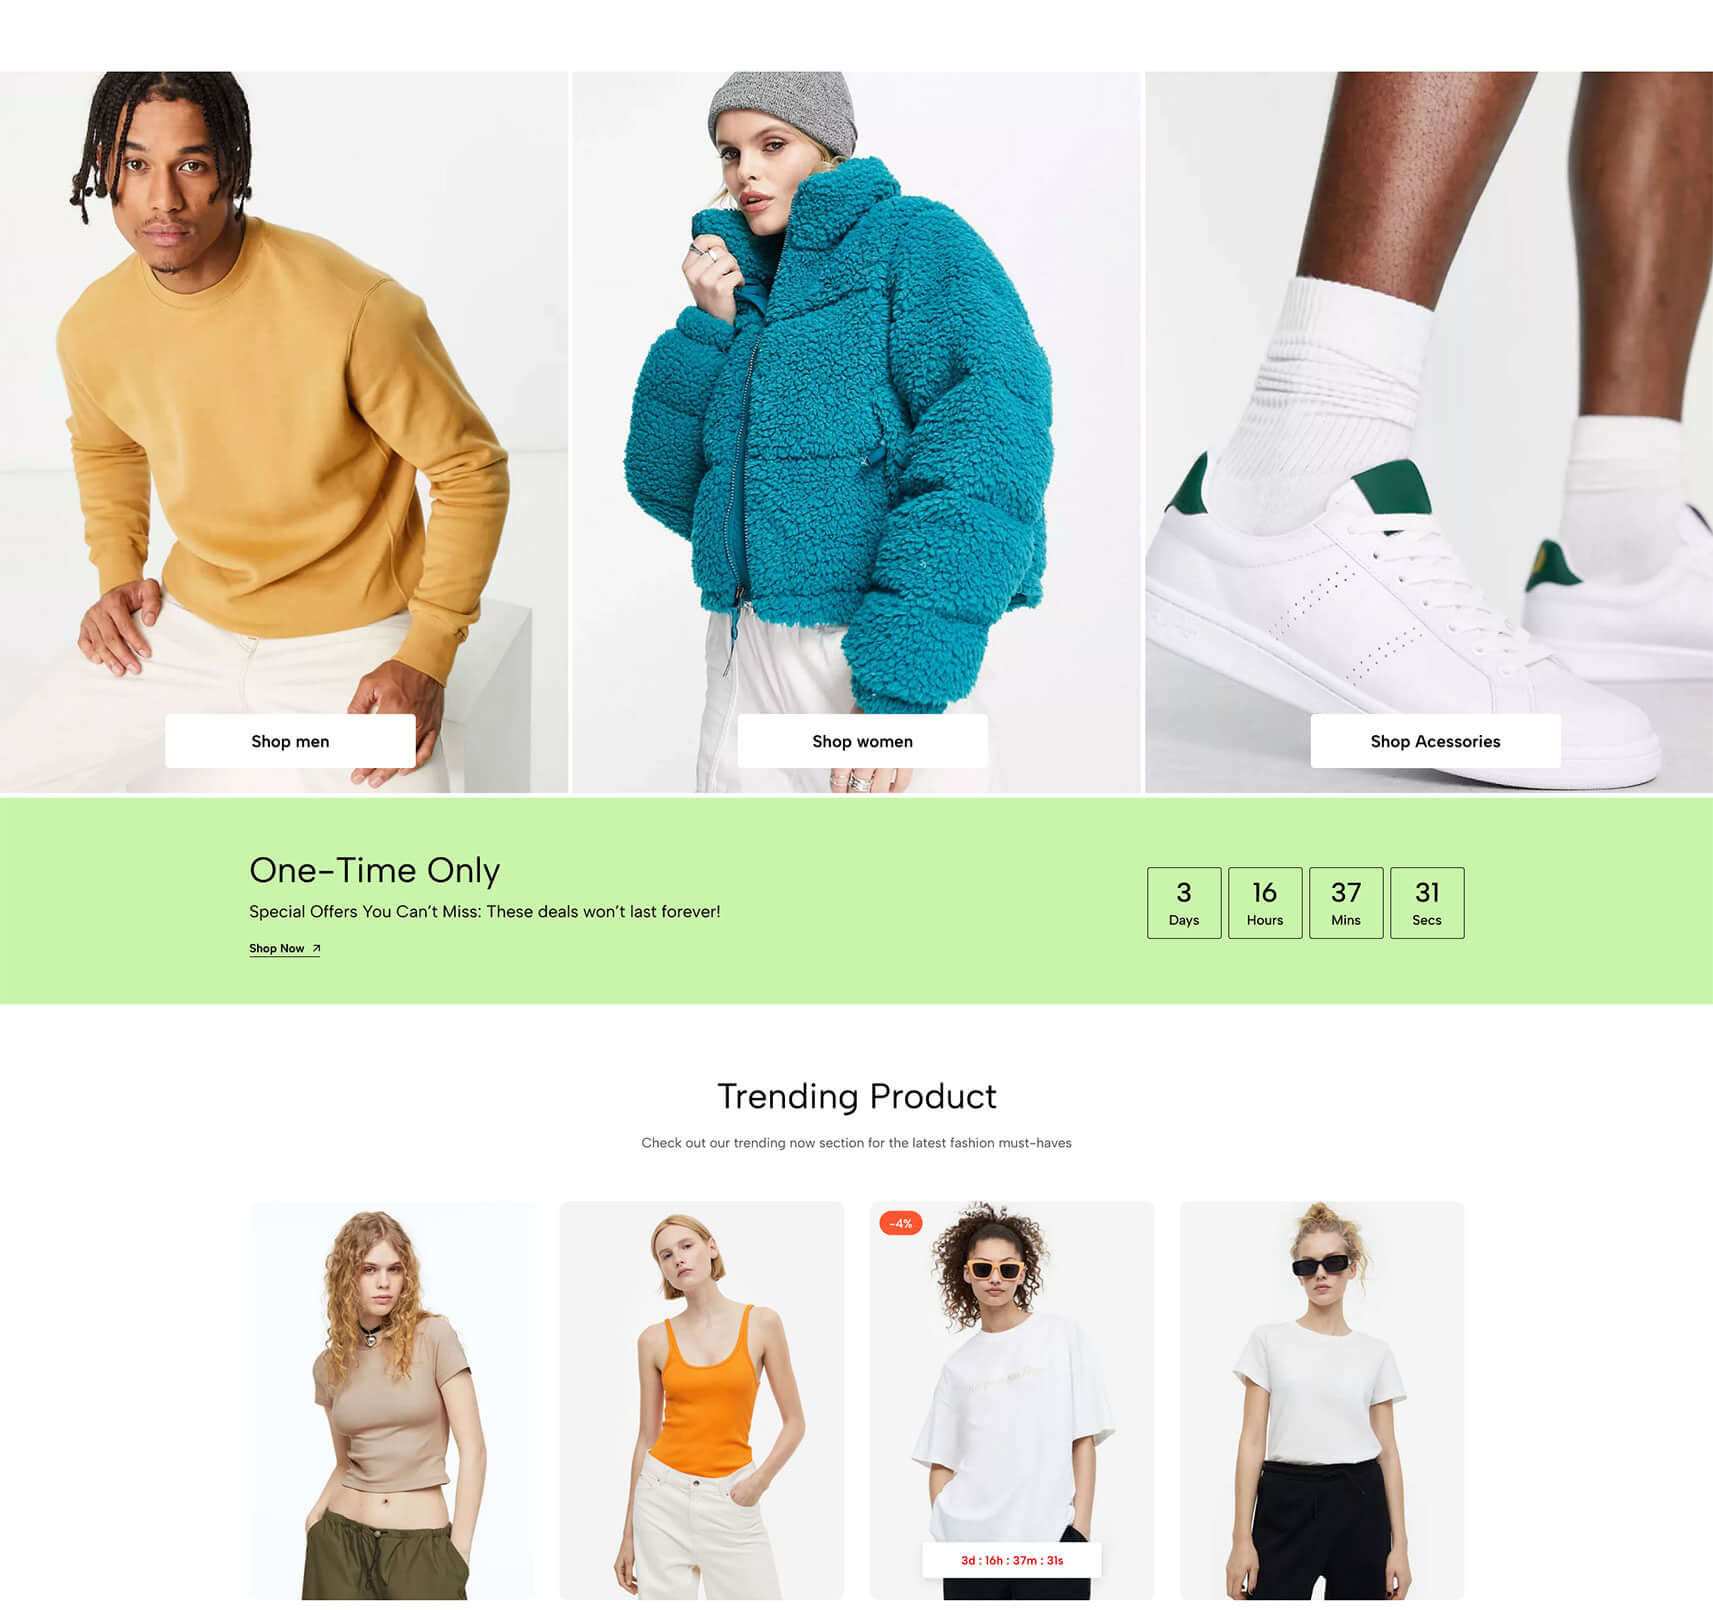 Shop men
Shop women
Shop Acessories
One-Time Only
Special Offers You Can't Miss: These deals won't last forever!
Shop Now
3
Days
16
Hours
37
Mins
31
Secs
Trending Product
Check out our trending now section for the latest fashion must-haves
-4%
3d : 16h : 37m : 31s